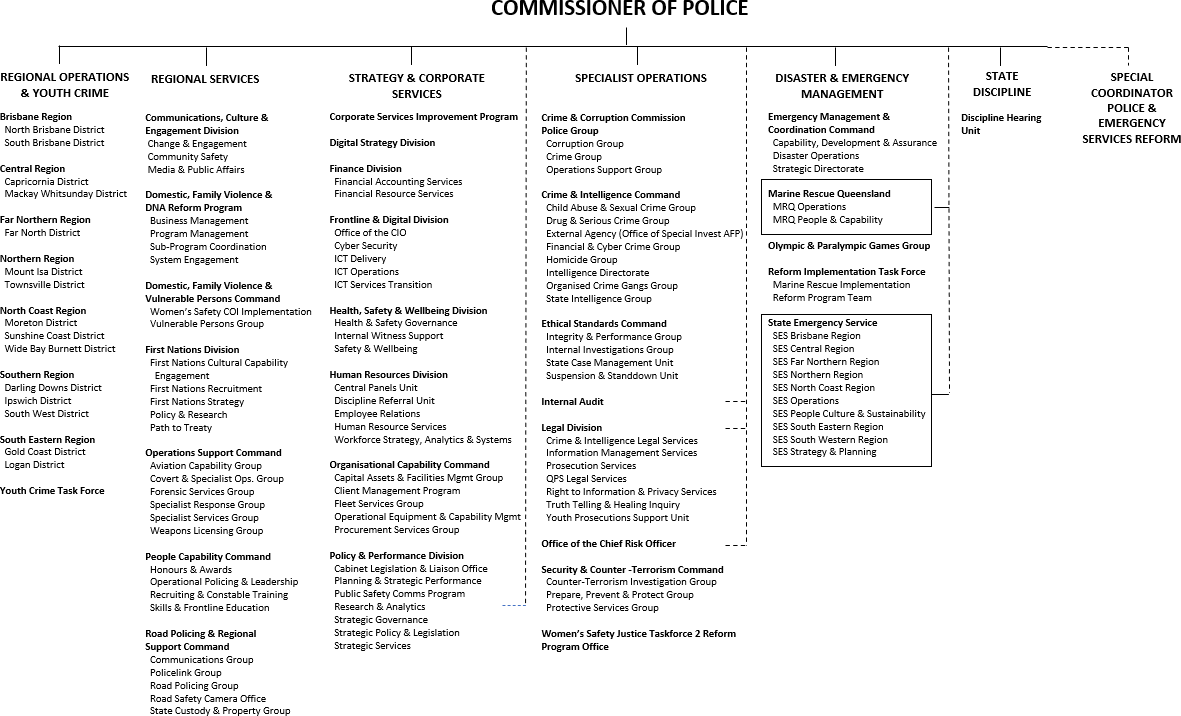 COMMISSIONER OF POLICE
REGIONAL OPERATIONS
& YOUTH CRIME
Brisbane Region
North Brisbane District
South Brisbane District
Central Region
Capricornia District
Mackay Whitsunday District
Far Northern Region
Far North District
Northern Region
Mount Isa District
Townsville District
North Coast Region
Moreton District
Sunshine Coast District
Wide Bay Burnett District
Southern Region
Darling Downs District
Ipswich District
South West District
South Eastern Region
Gold Coast District
Logan District
Youth Crime Task Force
REGIONAL SERVICES
Communications, Culture &
Engagement Division
Change & Engagement
Community Safety
Media & Public Affairs
Domestic, Family Violence &
DNA Reform Program
Business Management
Program Management
Sub-Program Coordination
System Engagement
Domestic, Family Violence &
Vulnerable Persons Command
Women's Safety COI Implementation
Vulnerable Persons Group
First Nations Division
First Nations Cultural Capability
Engagement
First Nations Recruitment
First Nations Strategy
Policy & Research
Path to Treaty
Operations Support Command
Aviation Capability Group
Covert & Specialist Ops. Group
Forensic Services Group
Specialist Response Group
Specialist Services Group
Weapons Licensing Group
People Capability Command
Honours & Awards
Operational Policing & Leadership
Recruiting & Constable Training
Skills & Frontline Education
Road Policing & Regional
Support Command
Communications Group
Policelink Group
Road Policing Group
Road Safety Camera Office
State Custody & Property Group
STRATEGY & CORPORATE
SERVICES
Corporate Services Improvement Program
Digital Strategy Division
Finance Division
Financial Accounting Services
Financial Resource Services
Frontline & Digital Division
Office of the CIO
Cyber Security
ICT Delivery
ICT Operations
ICT Services Transition
Health, Safety & Wellbeing Division
Health & Safety Governance
Internal Witness Support
Safety & Wellbeing
Human Resources Division
Central Panels Unit
Discipline Referral Unit
Employee Relations
Human Resource Services
Workforce Strategy, Analytics & Systems
Organisational Capability Command
Capital Assets & Facilities Mgmt Group
Client Management Program
Fleet Services Group
Operational Equipment & Capability Mgmt
Procurement Services Group
Policy & Performance Division
Cabinet Legislation & Liaison Office
Planning & Strategic Performance
Public Safety Comms Program
Research & Analytics
Strategic Governance
Strategic Policy & Legislation
Strategic Services
SPECIALIST OPERATIONS
Crime & Corruption Commission
Police Group
Corruption Group
Crime Group
Operations Support Group
Crime & Intelligence Command
Child Abuse & Sexual Crime Group
Drug & Serious Crime Group
External Agency (Office of Special Invest AFP)
Financial & Cyber Crime Group
Homicide Group
Intelligence Directorate
Organised Crime Gangs Group
State Intelligence Group
Ethical Standards Command
Integrity & Performance Group
Internal Investigations Group
State Case Management Unit
Suspension & Standdown Unit
Internal Audit
Legal Division
Crime & Intelligence Legal Services
Information Management Services
Prosecution Services
QPS Legal Services
Right to Information & Privacy Services
Truth Telling & Healing Inquiry
Youth Prosecutions Support Unit
Office of the Chief Risk Officer
Security & Counter -Terrorism Command
Counter-Terrorism Investigation Group
Prepare, Prevent & Protect Group
Protective Services Group
Women's Safety Justice Taskforce 2 Reform
Program Office
DISASTER & EMERGENCY
MANAGEMENT
Emergency Management &
Coordination Command
Capability, Development & Assurance
Disaster Operations
Strategic Directorate
Marine Rescue Queensland
MRQ Operations
MRQ People & Capability
Olympic & Paralympic Games Group
Reform Implementation Task Force
Marine Rescue Implementation
Reform Program Team
State Emergency Service
SES Brisbane Region
SES Central Region
SES Far Northern Region
SES Northern Region
SES North Coast Region
SES Operations
SES People Culture & Sustainability
SES South Eastern Region
SES South Western Region
SES Strategy & Planning
STATE
DISCIPLINE
Discipline Hearing
Unit
SPECIAL
COORDINATOR
POLICE &
EMERGENCY
SERVICES REFORM